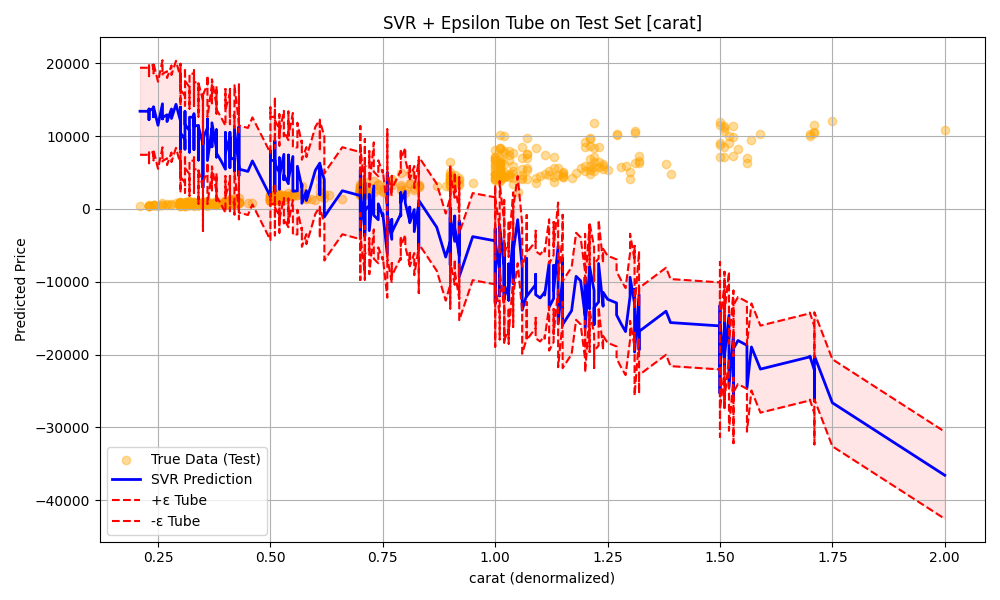 SVR + Epsilon Tube on Test Set [carat]
Predicted Price
20000
10000
0
−10000
−20000
−30000
−40000
True Data (Test)
SVR Prediction
+ε Tube
-ε Tube
0.25 0.50 0.75 1.00 1.25 1.50 1.75 2.00
carat (denormalized)